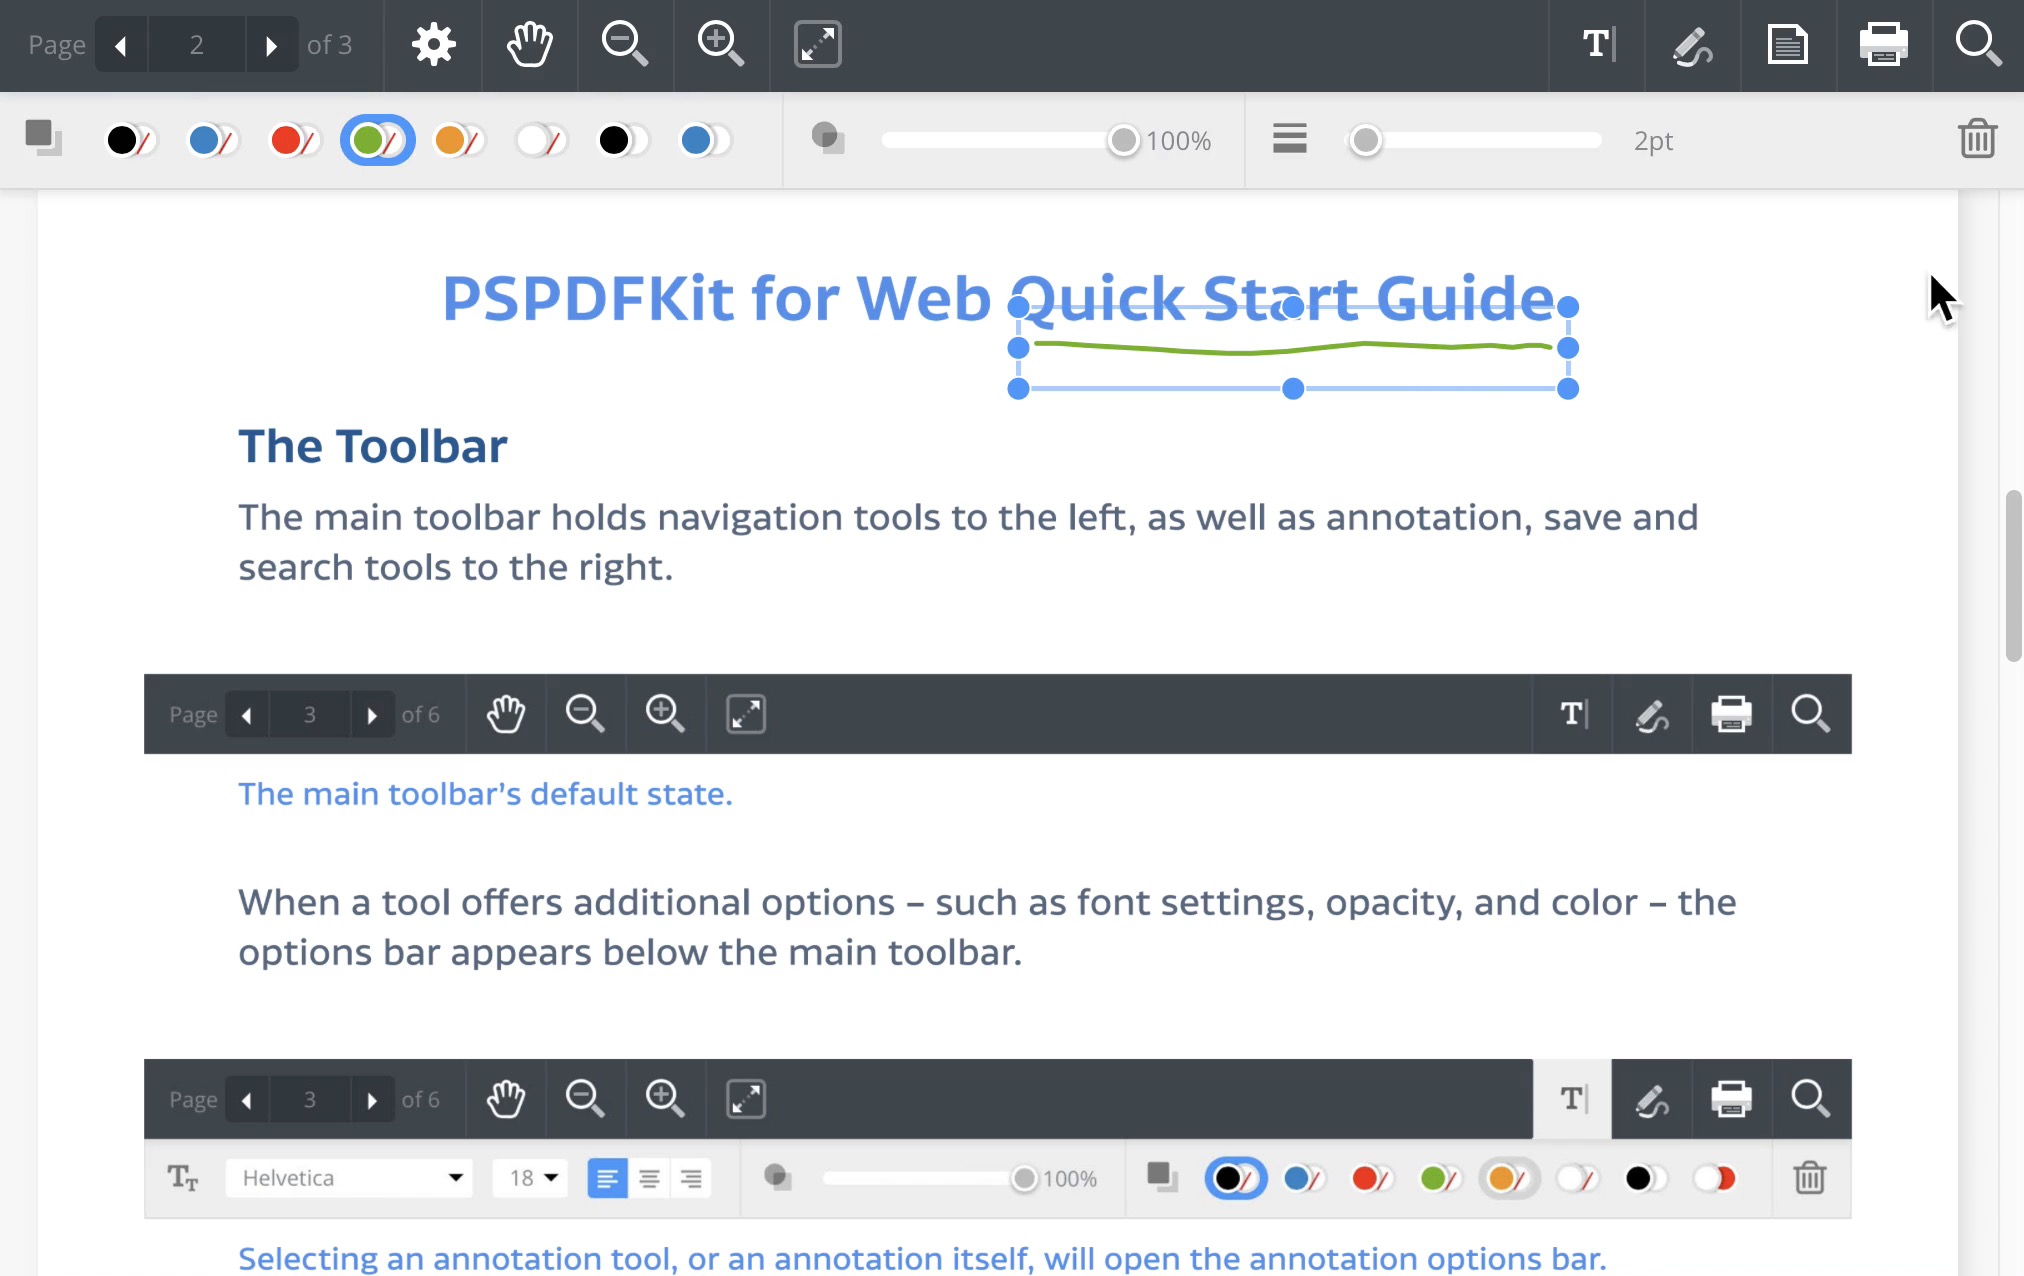 Page 2 of 3
100% 2pt
PSPDFKit for Web Quick Start Guide
The Toolbar
The main toolbar holds navigation tools to the left, as well as annotation, save and
search tools to the right.
Page 3 of 6 T
The main toolbar’s default state.
When a tool offers additional options – such as font settings, opacity, and color – the
options bar appears below the main toolbar.
Page 3 of 6 T
Helvetica 18 100%
Selecting an annotation tool, or an annotation itself, will open the annotation options bar.